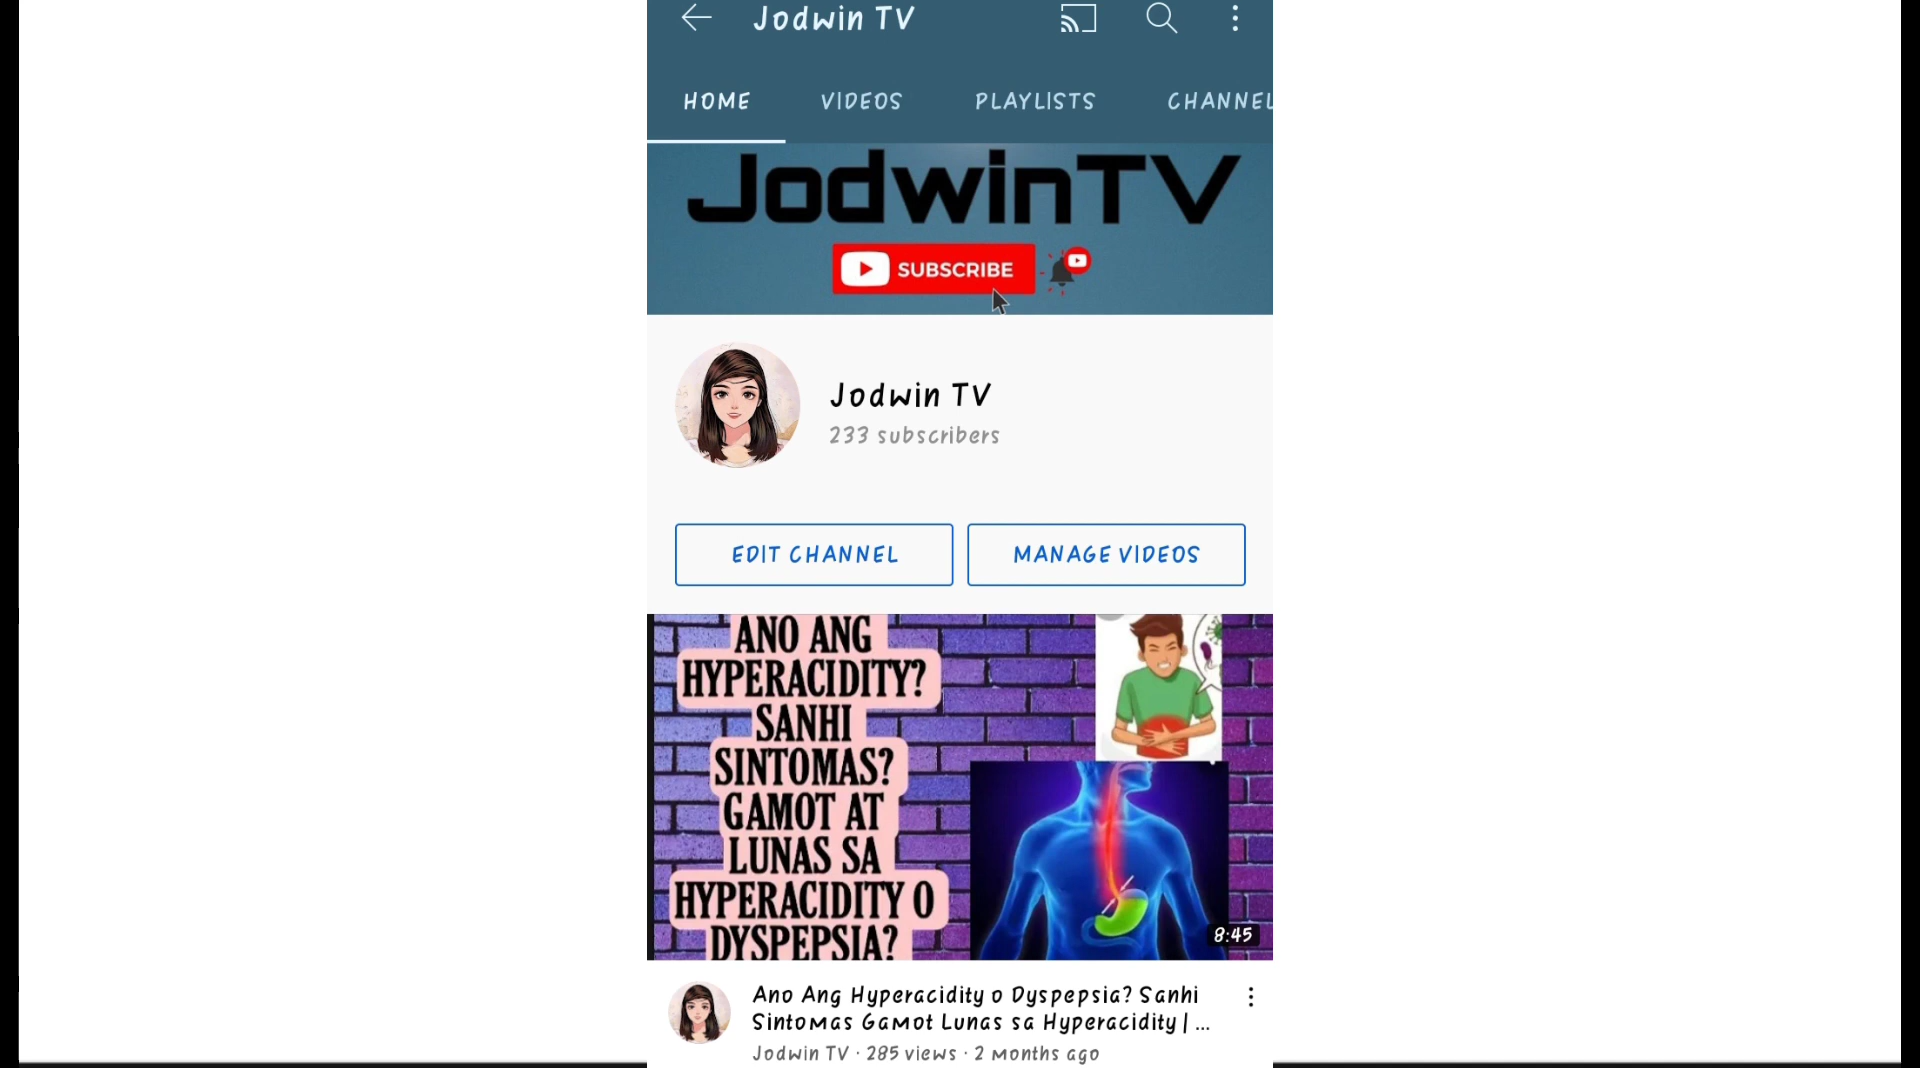 Jodwin TV
HOME VIDEOS PLAYLISTS CHANNEL
JodwinTV
SUBSCRIBE
Jodwin TV
233 subscribers
EDIT CHANNEL MANAGE VIDEOS
ANO ANG
HYPERACIDITY?
SANHI
SINTOMAS?
GAMOT AT
LUNAS SA
HYPERACIDITY O
DYSPEPSIA?
8:45
Ano Ang Hyperacidity o Dyspepsia? Sanhi
Sintomas Gamot Lunas sa Hyperacidity | ...
Jodwin TV · 285 views · 2 months ago